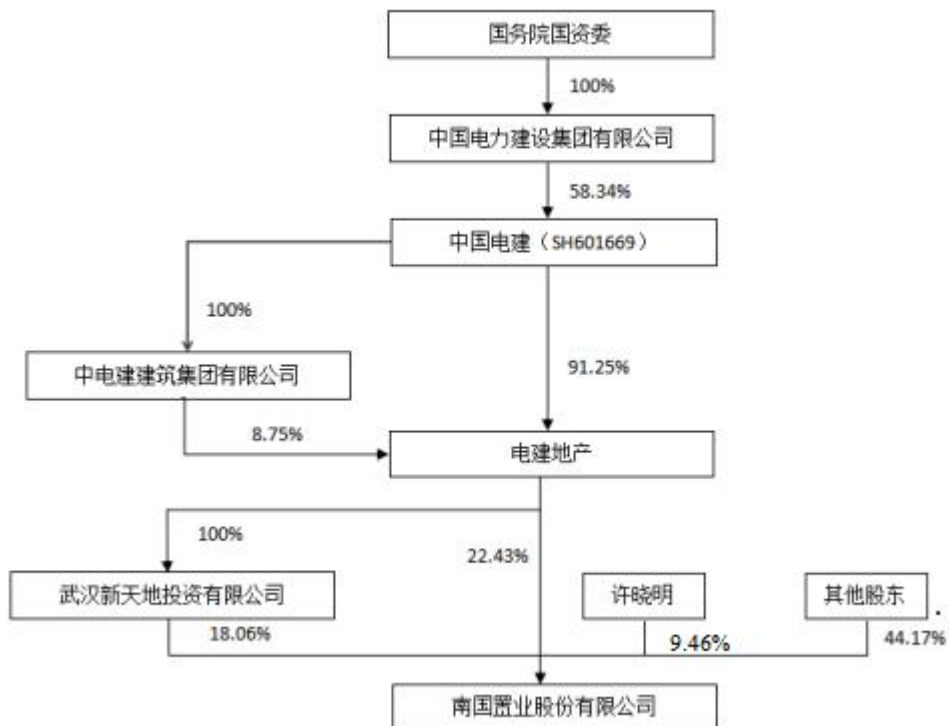 国务院国资委
100%
中国电力建设集团有限公司
58.34%
中国电建（SH601669）
100%
中电建建筑集团有限公司
91.25%
8.75%
电建地产
100%
22.43%
武汉新天地投资有限公司
许晓明
其他股东
18.06%
9.46%
44.17%
南国置业股份有限公司